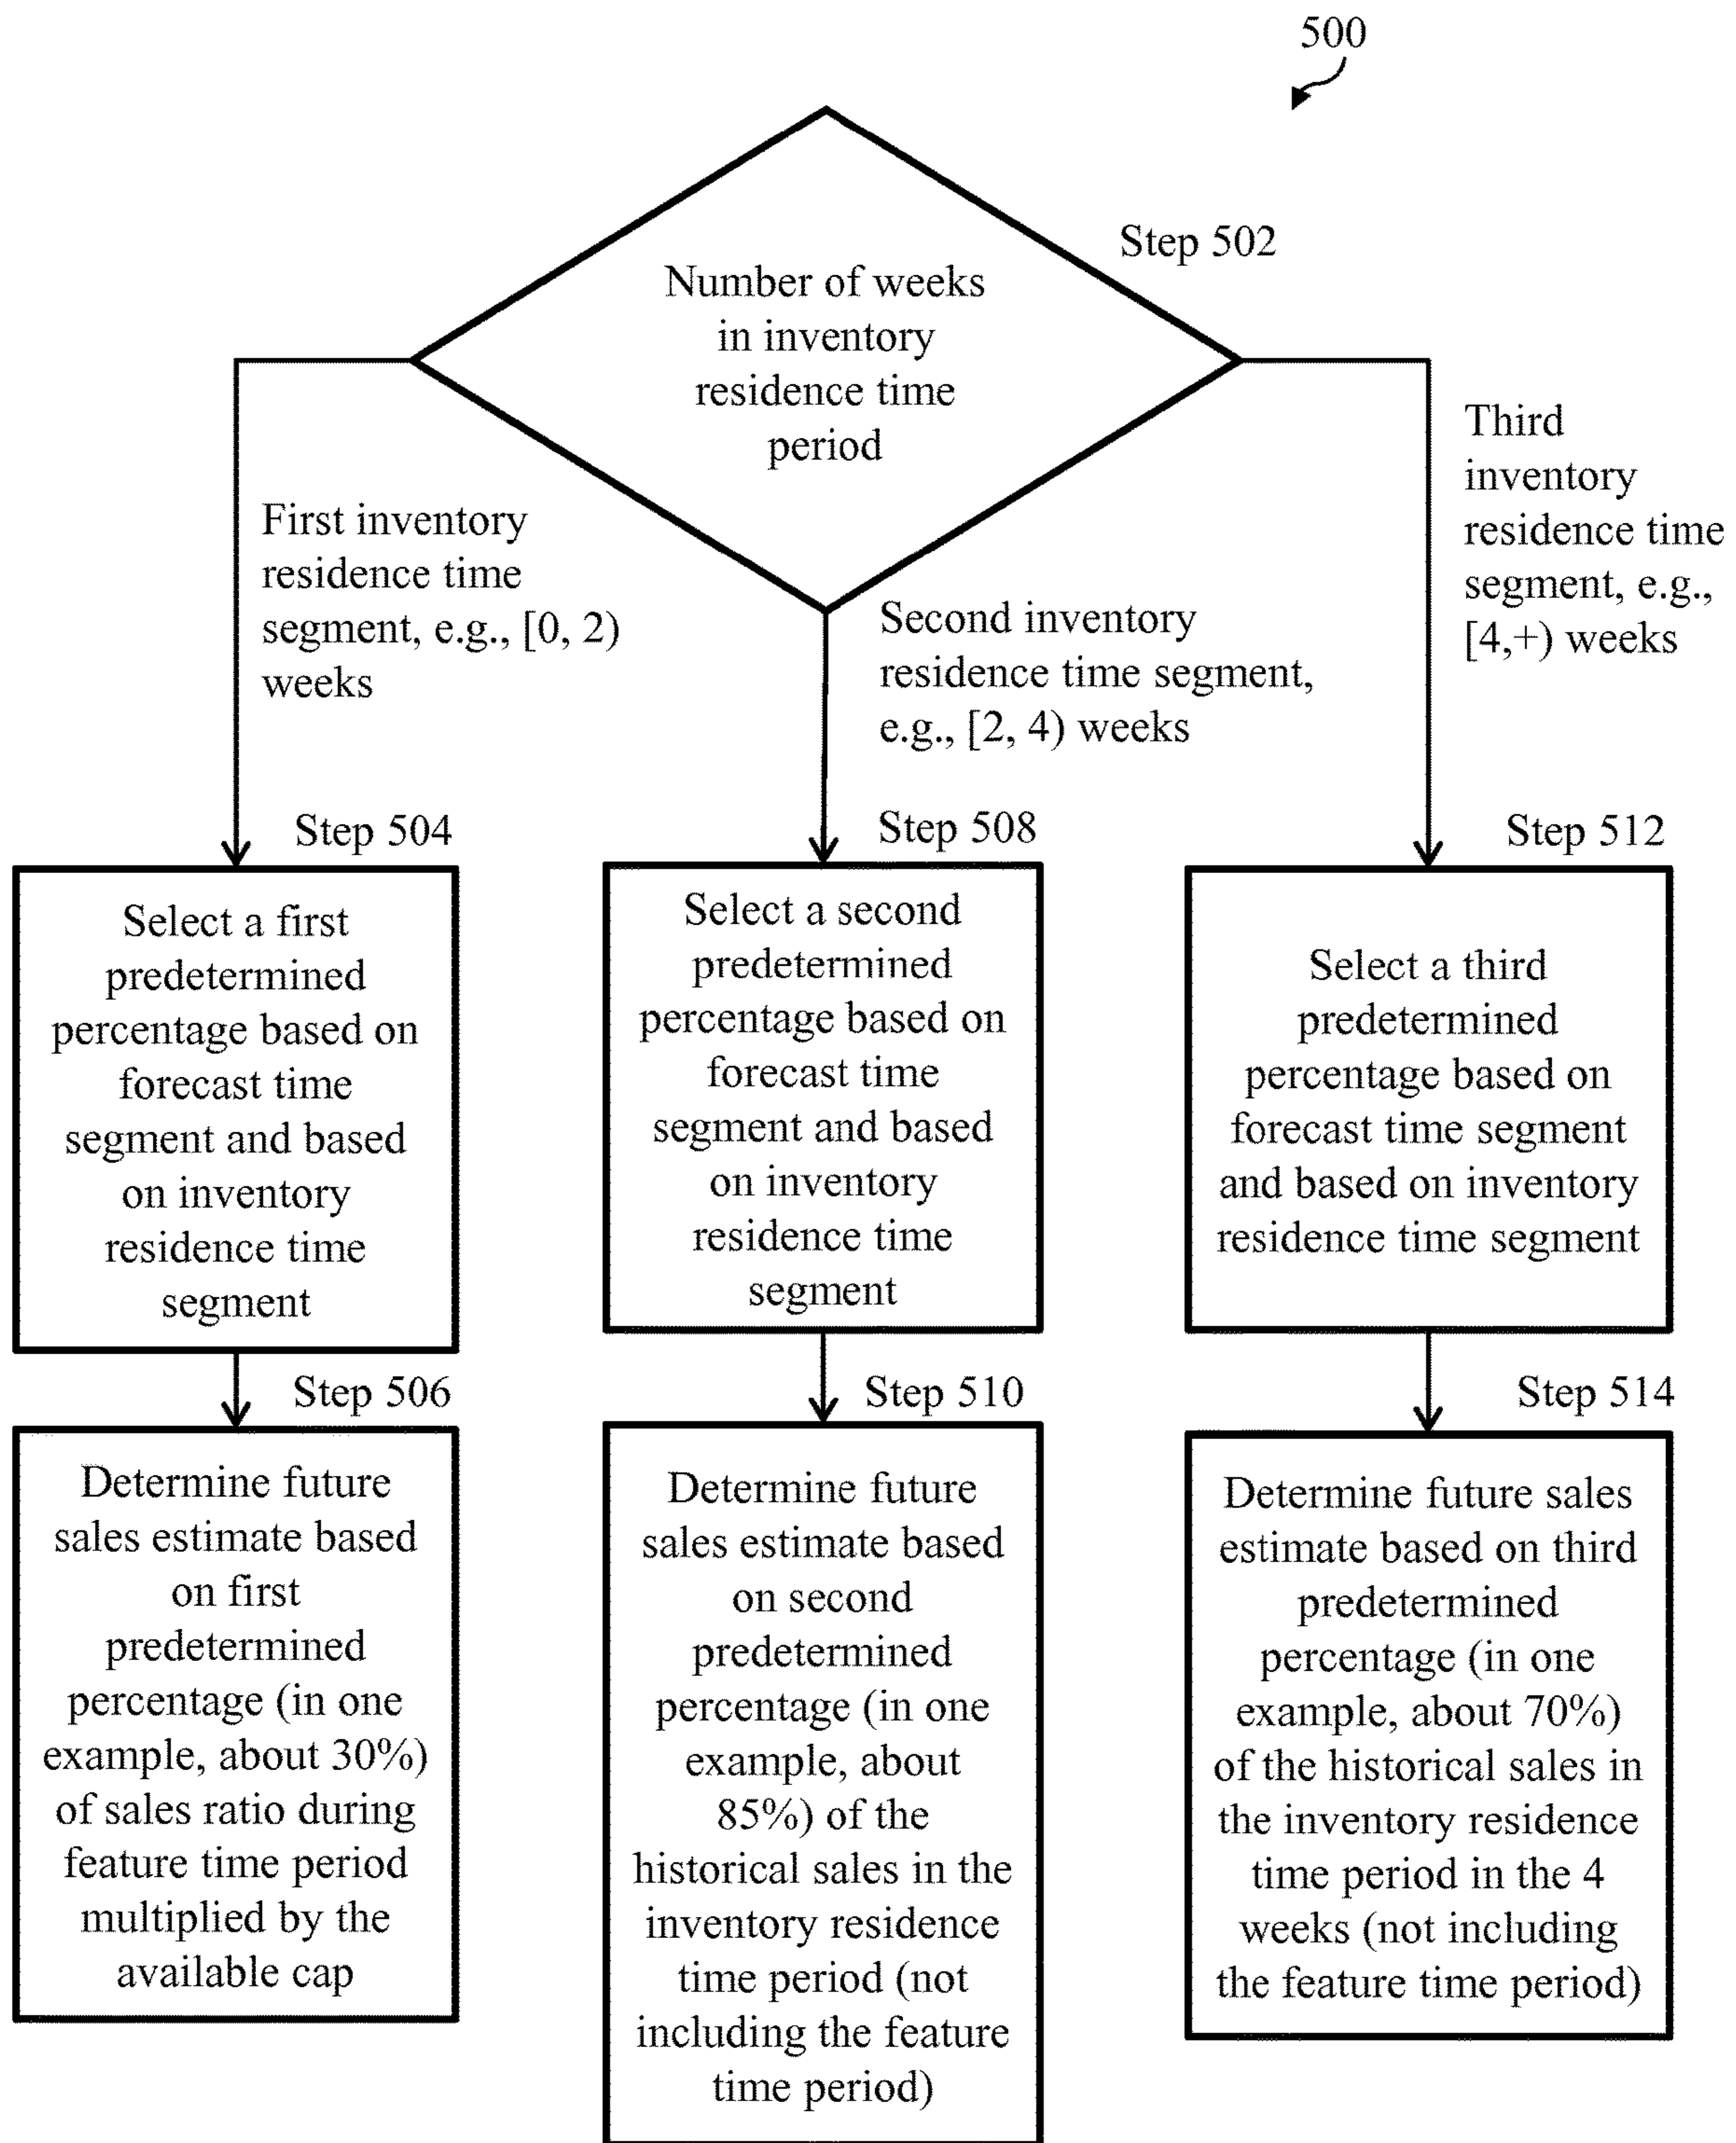 500
Step 502
Number of weeks
in inventory
residence time
period
First inventory
residence time
segment, e.g., [0, 2)
weeks
Second inventory
residence time segment,
e.g., [2, 4) weeks
Third
inventory
residence time
segment, e.g.,
[4,+) weeks
Step 504
Select a first
predetermined
percentage based on
forecast time
segment and based
on inventory
residence time
segment
Step 506
Determine future
sales estimate based
on first
predetermined
percentage (in one
example, about 30%)
of sales ratio during
feature time period
multiplied by the
available cap
Step 508
Select a second
predetermined
percentage based on
forecast time
segment and based
on inventory
residence time
segment
Step 510
Determine future
sales estimate based
on second
predetermined
percentage (in one
example, about
85%) of the
historical sales in the
inventory residence
time period (not
including the feature
time period)
Step 512
Select a third
predetermined
percentage based on
forecast time segment
and based on inventory
residence time segment
Step 514
Determine future sales
estimate based on third
predetermined
percentage (in one
example, about 70%)
of the historical sales in
the inventory residence
time period in the 4
weeks (not including
the feature time period)